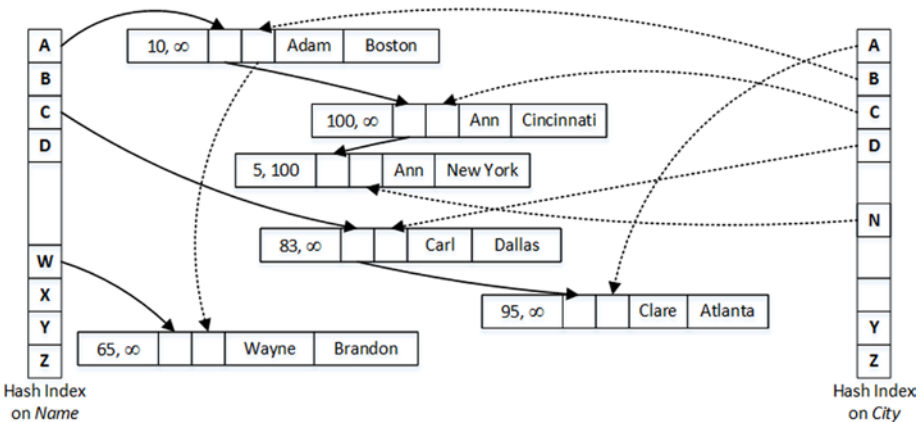 A
B
C
D
W
X
Y
Z
Hash Index
on Name
10, ∞ Adam Boston
100, ∞ Ann Cincinnati
5, 100 Ann New York
83, ∞ Carl Dallas
95, ∞ Clare Atlanta
65, ∞ Wayne Brandon
A
B
C
D
N
Y
Z
Hash Index
on City